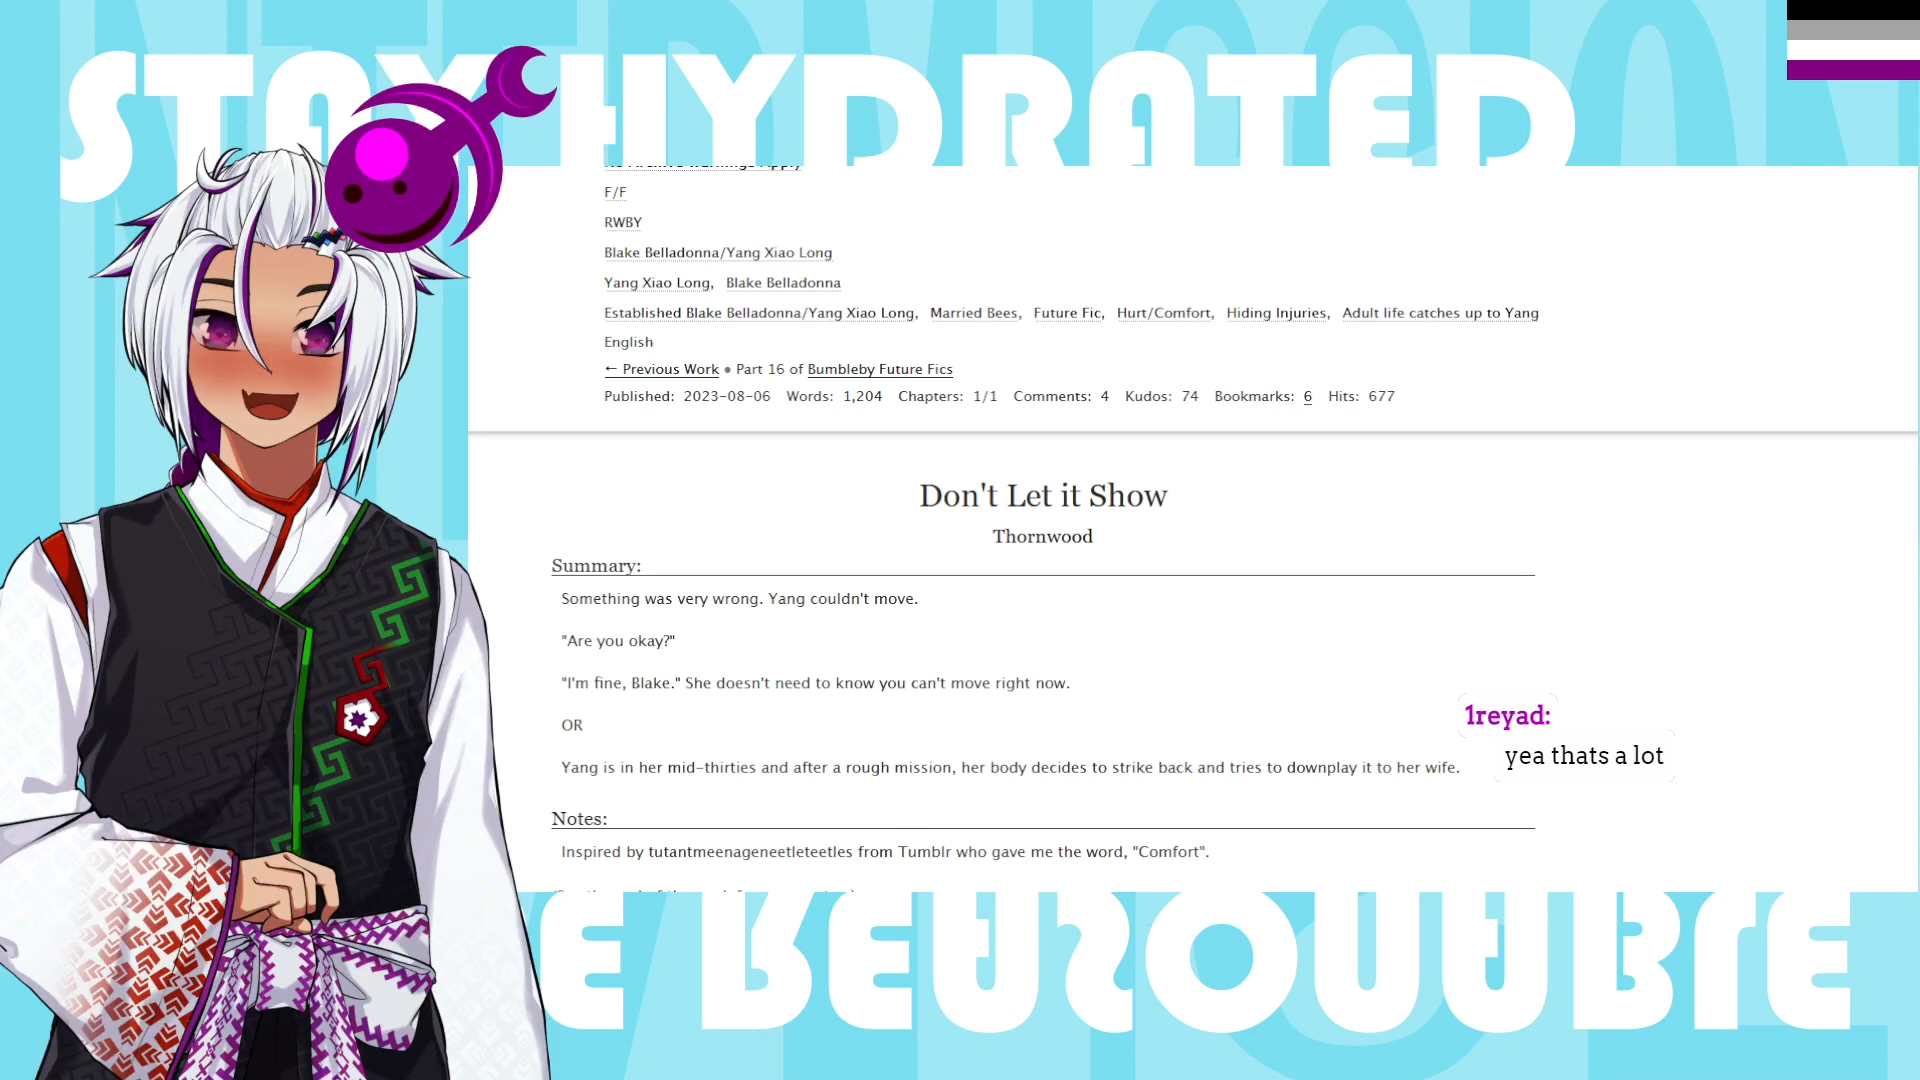 STAY HYDRATED
No Archive Warnings Apply
F/F
RWBY
Blake Belladonna/Yang Xiao Long
Yang Xiao Long, Blake Belladonna
Established Blake Belladonna/Yang Xiao Long, Married Bees, Future Fic, Hurt/Comfort, Hiding Injuries, Adult life catches up to Yang
English
← Previous Work • Part 16 of Bumbleby Future Fics
Published: 2023-08-06 Words: 1,204 Chapters: 1/1 Comments: 4 Kudos: 74 Bookmarks: 6 Hits: 677
Don't Let it Show
Thornwood
Summary:
Something was very wrong. Yang couldn't move.
"Are you okay?"
"I'm fine, Blake." She doesn't need to know you can't move right now.
OR
Yang is in her mid-thirties and after a rough mission, her body decides to strike back and tries to downplay it to her wife.
1reyad:
yea thats a lot
Notes:
Inspired by tutantmeenageneetleteetles from Tumblr who gave me the word, "Comfort".